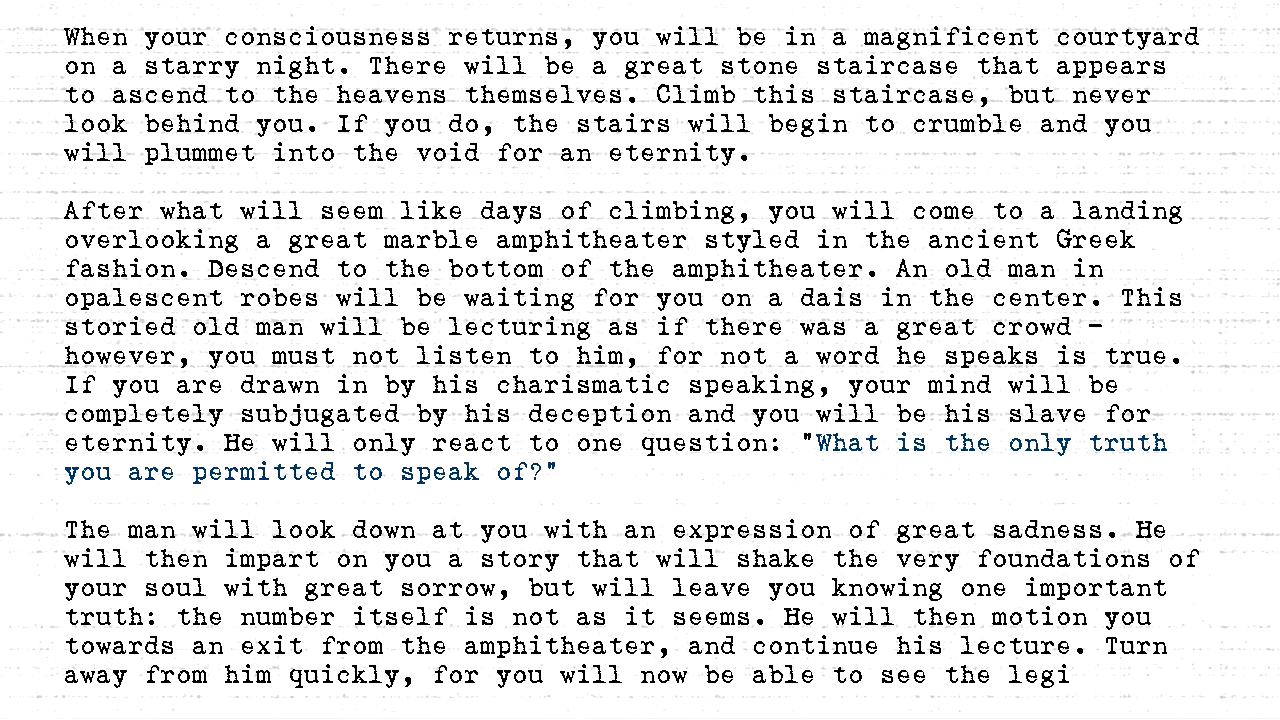 When your consciousness returns, you will be in a magnificent courtyard
on a starry night. There will be a great stone staircase that appears
to ascend to the heavens themselves. Climb this staircase, but never
look behind you. If you do, the stairs will begin to crumble and you
will plummet into the void for an eternity.
After what will seem like days of climbing, you will come to a landing
overlooking a great marble amphitheater styled in the ancient Greek
fashion. Descend to the bottom of the amphitheater. An old man in
opalescent robes will be waiting for you on a dais in the center. This
storied old man will be lecturing as if there was a great crowd –
however, you must not listen to him, for not a word he speaks is true.
If you are drawn in by his charismatic speaking, your mind will be
completely subjugated by his deception and you will be his slave for
eternity. He will only react to one question: "What is the only truth
you are permitted to speak of?"
The man will look down at you with an expression of great sadness. He
will then impart on you a story that will shake the very foundations of
your soul with great sorrow, but will leave you knowing one important
truth: the number itself is not as it seems. He will then motion you
towards an exit from the amphitheater, and continue his lecture. Turn
away from him quickly, for you will now be able to see the legi